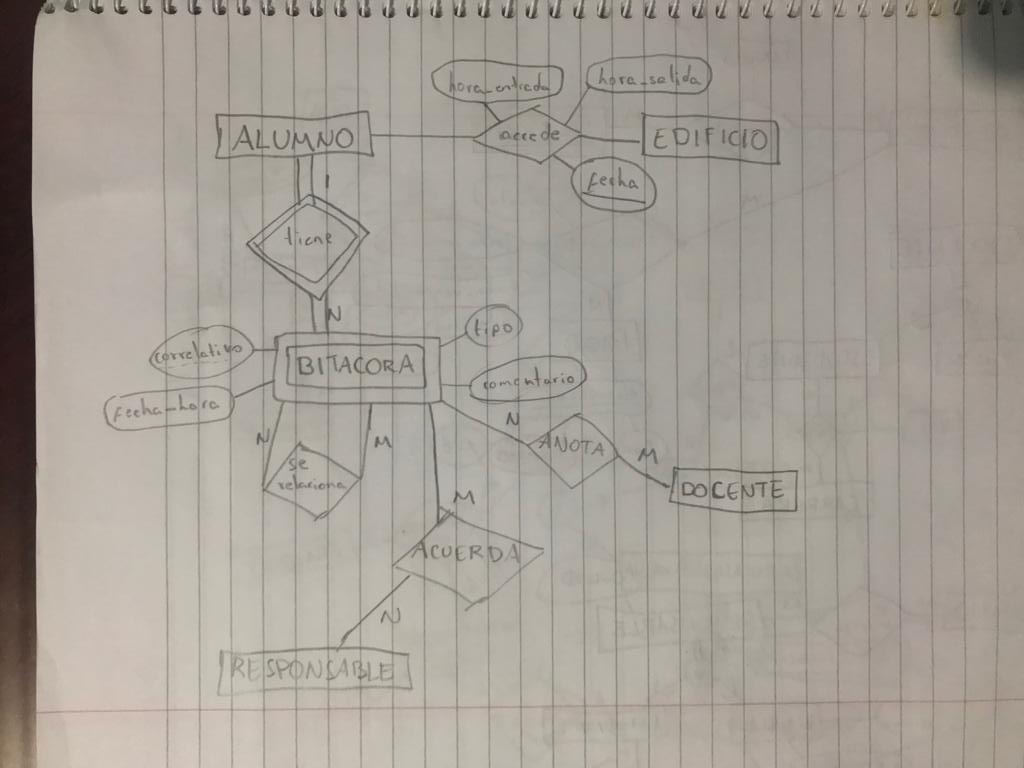 hora_entrada
hora_salida
ALUMNO
accede
EDIFICIO
fecha
1
tiene
N
tipo
correlativo
BITACORA
comentario
Fecha_hora
N
M
N
ANOTA
M
se
relaciona
DOCENTE
M
ACUERDA
N
RESPONSABLE